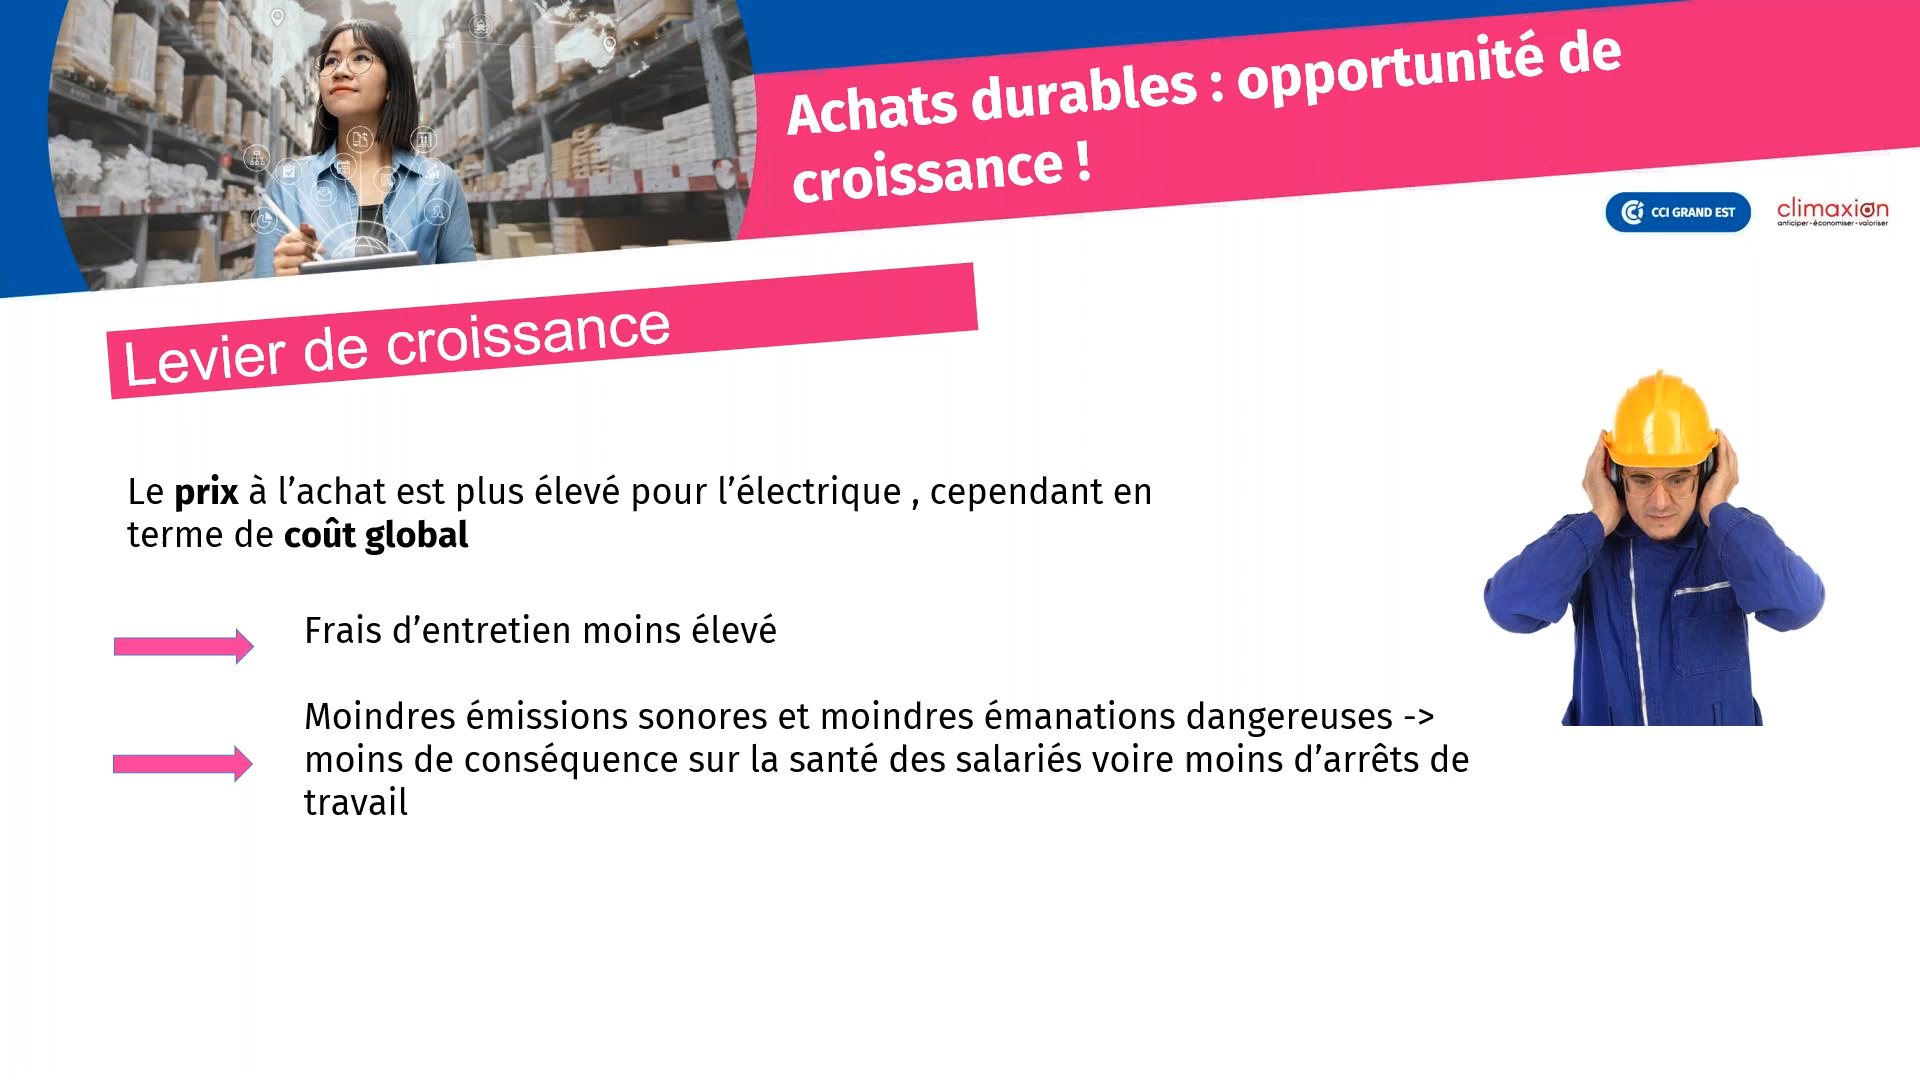 Achats durables : opportunité de
croissance !
CCI GRAND EST
climaxion
anticiper • économiser • valoriser
Levier de croissance
Le prix à l’achat est plus élevé pour l’électrique , cependant en
terme de coût global
Frais d’entretien moins élevé
Moindres émissions sonores et moindres émanations dangereuses ->
moins de conséquence sur la santé des salariés voire moins d’arrêts de
travail